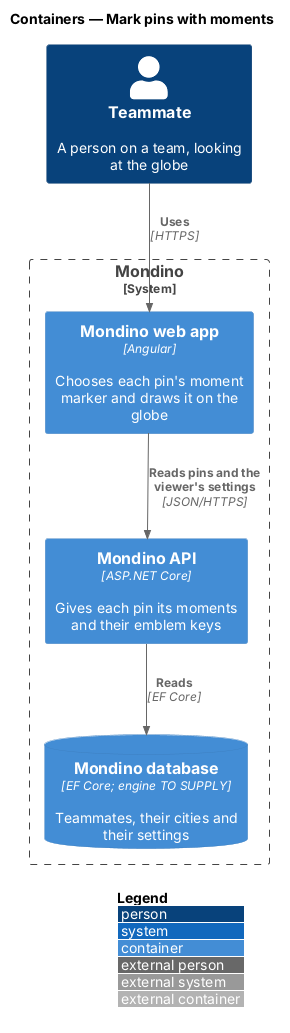 Containers — Mark pins with moments
Teammate
A person on a team, looking
at the globe
Uses
[HTTPS]
Mondino
[System]
Mondino web app
[Angular]
Chooses each pin's moment
marker and draws it on the
globe
Reads pins and the
viewer's settings
[JSON/HTTPS]
Mondino API
[ASP.NET Core]
Gives each pin its moments
and their emblem keys
Reads
[EF Core]
Mondino database
[EF Core; engine TO SUPPLY]
Teammates, their cities and
their settings
Legend
person
system
container
external person
external system
external container